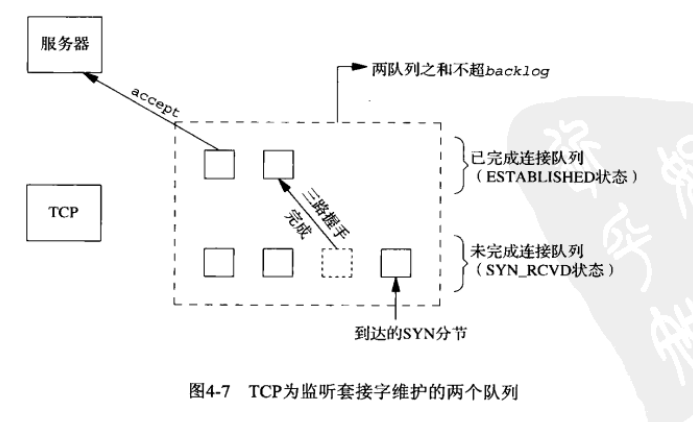 服务器
两队列之和不超backlog
accept
已完成连接队列
（ESTABLISHED状态）
TCP
三路握手
完成
未完成连接队列
（SYN_RCVD状态）
到达的SYN分节
图4-7 TCP为监听套接字维护的两个队列